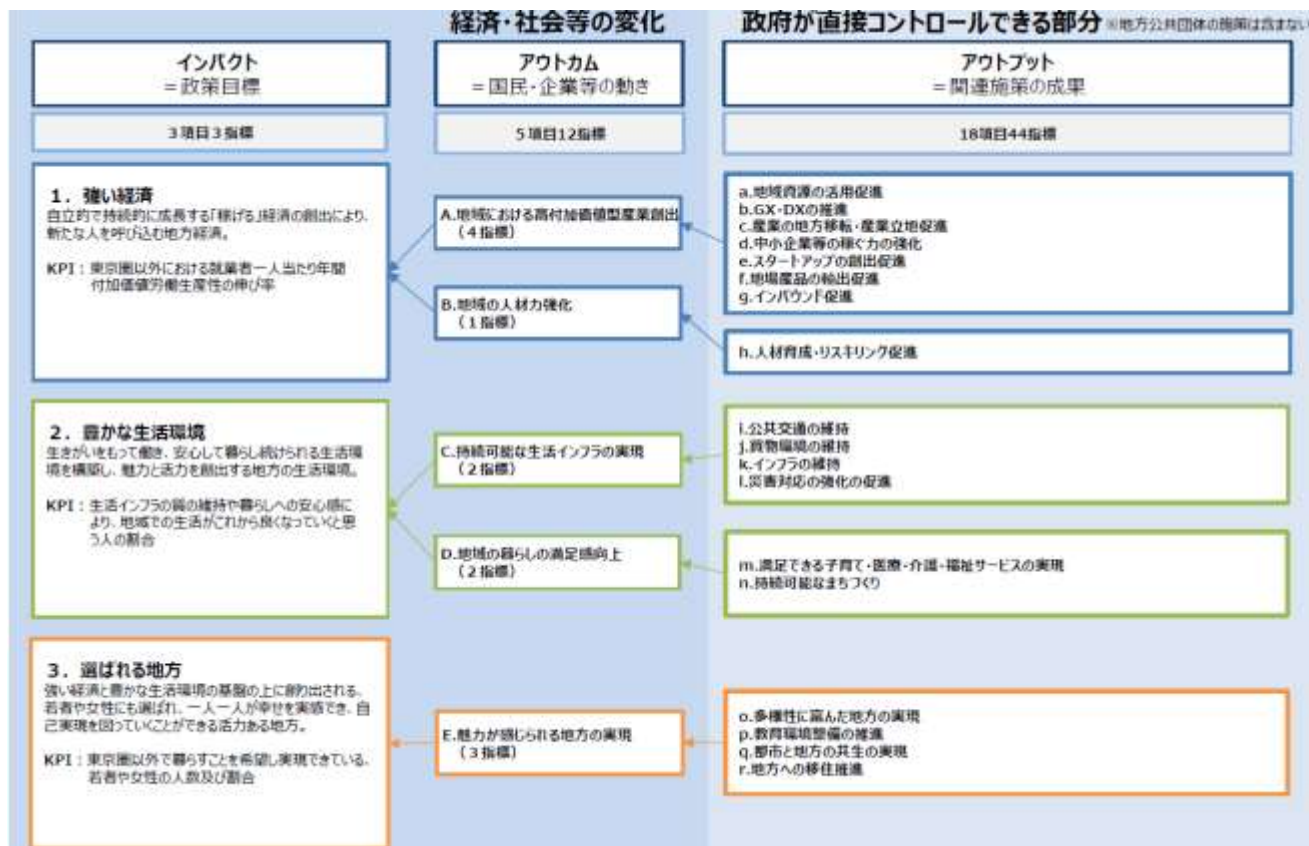 経済・社会等の変化
政府が直接コントロールできる部分 ※地方公共団体の施策は含まない
インパクト
＝政策目標
アウトカム
＝国民・企業等の動き
アウトプット
＝関連施策の成果
３項目３指標
５項目12指標
18項目44指標
１．強い経済
自立的で持続的に成長する「稼げる」経済の創出により、
新たな人を呼び込む地方経済。
KPI：東京圏以外における就業者一人当たり年間
付加価値労働生産性の伸び率
A.地域における高付加価値型産業創出
（４指標）
B.地域の人材力強化
（１指標）
a.地域資源の活用促進
b.GX・DXの推進
c.産業の地方移転・産業立地促進
d.中小企業等の稼ぐ力の強化
e.スタートアップの創出促進
f.地場産品の輸出促進
g.インバウンド促進
h.人材育成・リスキリング促進
２．豊かな生活環境
生きがいをもって働き、安心して暮らし続けられる生活環
境を構築し、魅力と活力を創出する地方の生活環境。
KPI：生活インフラの質の維持や暮らしへの安心感に
より、地域での生活がこれから良くなっていくと思
う人の割合
C.持続可能な生活インフラの実現
（２指標）
D.地域の暮らしの満足感向上
（２指標）
i.公共交通の維持
j.買物環境の維持
k.インフラの維持
l.災害対応の強化の促進
m.満足できる子育て・医療・介護・福祉サービスの実現
n.持続可能なまちづくり
３．選ばれる地方
強い経済と豊かな生活環境の基盤の上に創り出される、
若者や女性にも選ばれ、一人一人が幸せを実感でき、自
己実現を図っていくことができる活力ある地方。
KPI：東京圏以外で暮らすことを希望し実現できている、
若者や女性の人数及び割合
E.魅力が感じられる地方の実現
（３指標）
o.多様性に富んだ地方の実現
p.教育環境整備の推進
q.都市と地方の共生の実現
r.地方への移住推進